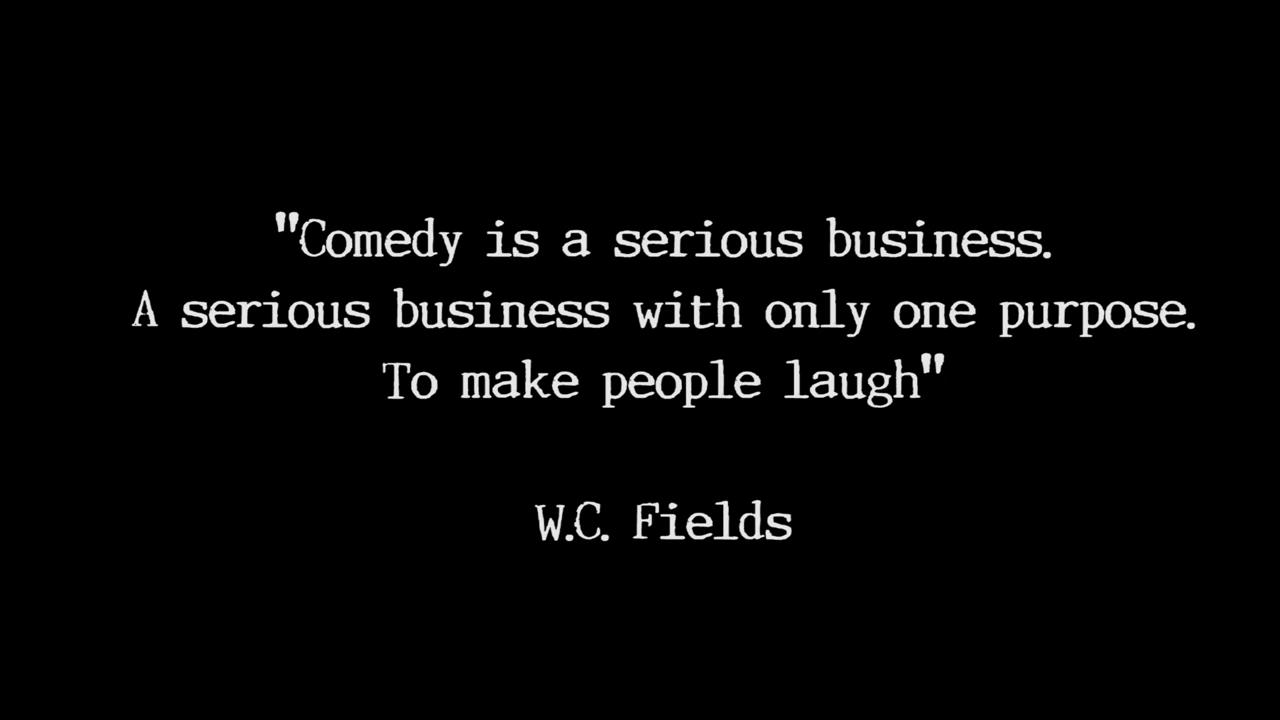 "Comedy is a serious business.
A serious business with only one purpose.
To make people laugh"
W.C. Fields